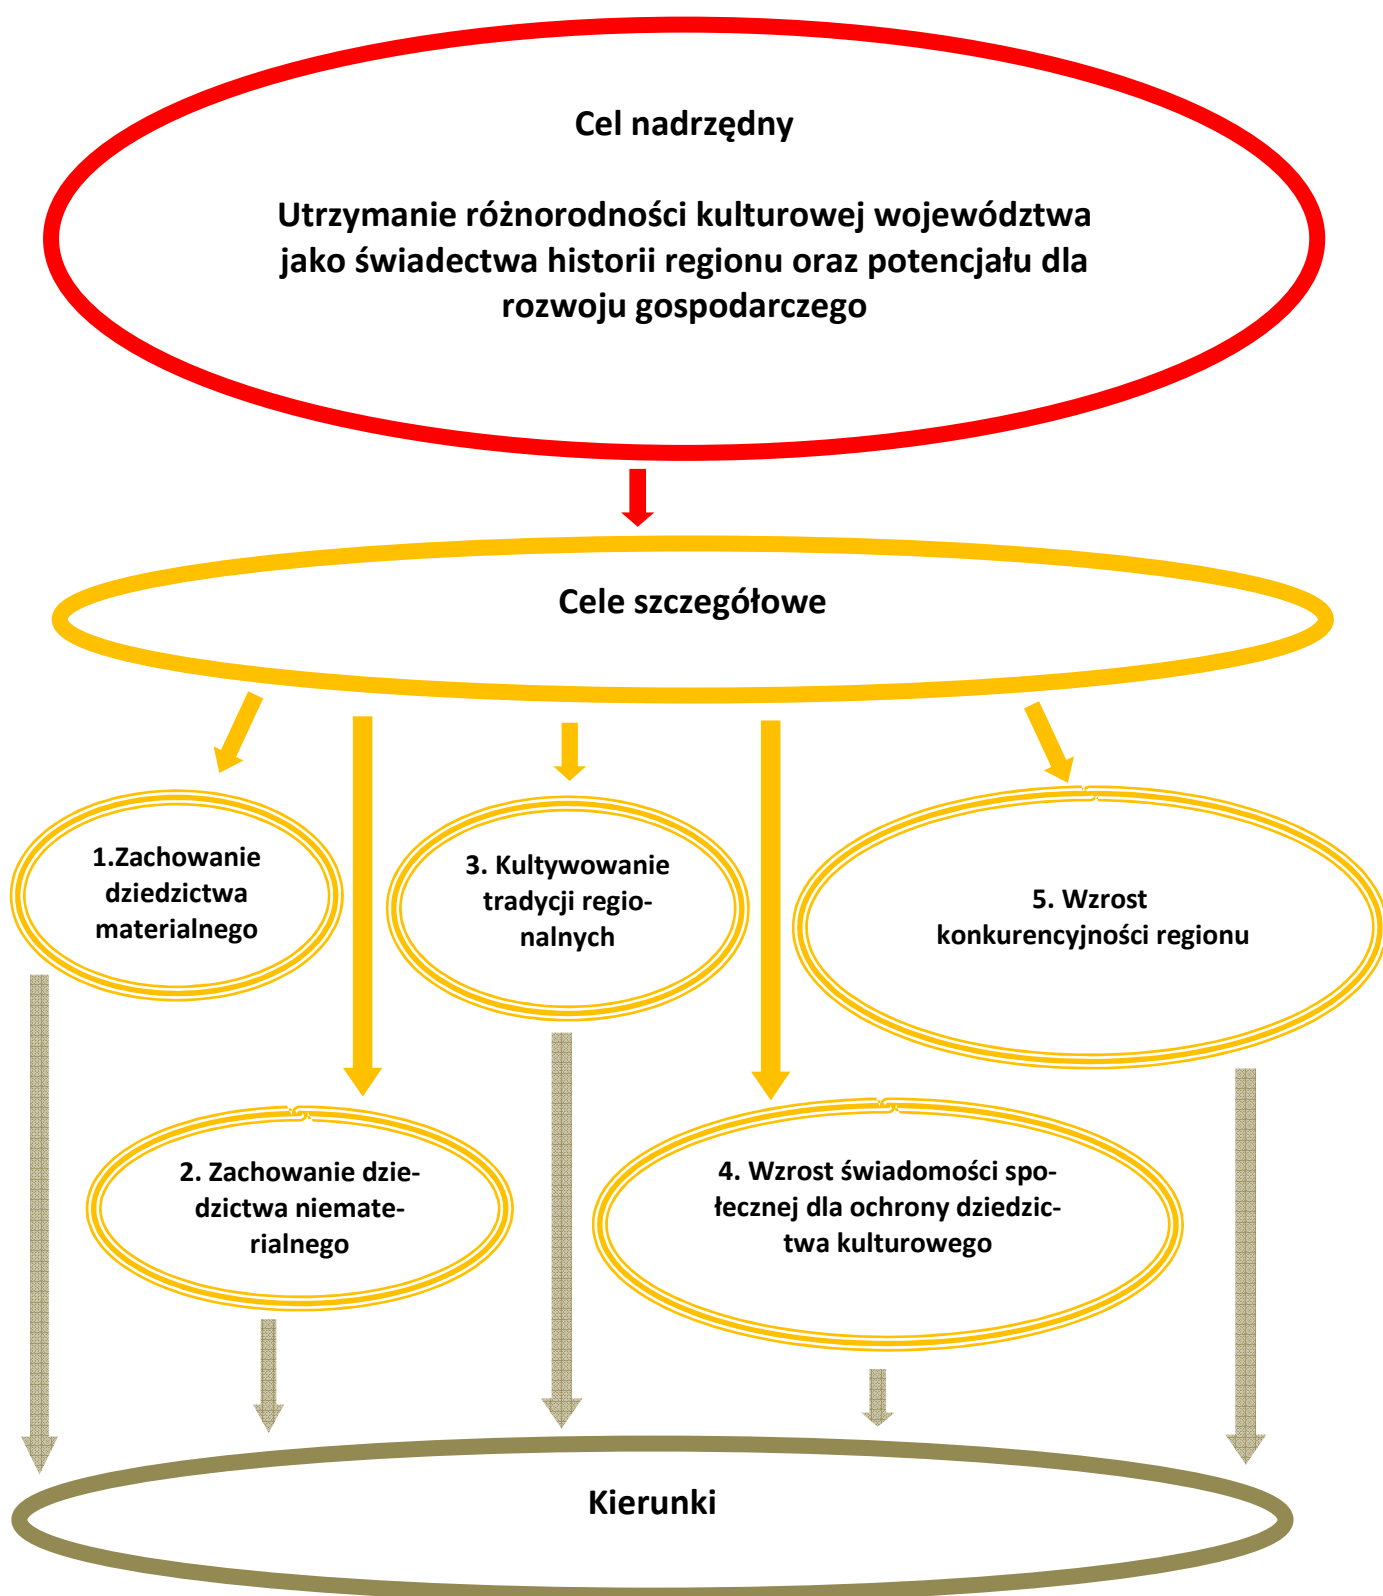 Cel nadrzędny
Utrzymanie różnorodności kulturowej województwa
jako świadectwa historii regionu oraz potencjału dla
rozwoju gospodarczego
Cele szczegółowe
1.Zachowanie
dziedzictwa
materialnego
3. Kultywowanie
tradycji regio-
nalnych
5. Wzrost
konkurencyjności regionu
2. Zachowanie dzie-
dzictwa niemate-
rialnego
4. Wzrost świadomości spo-
łecznej dla ochrony dziedzic-
twa kulturowego
Kierunki